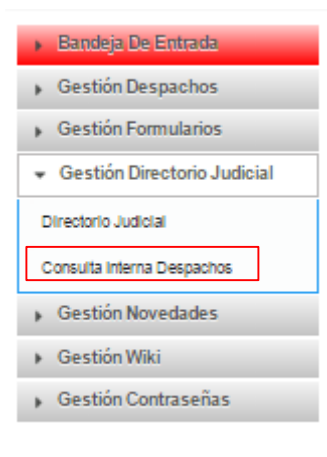 Bandeja De Entrada
Gestión Despachos
Gestión Formularios
Gestión Directorio Judicial
Directorio Judicial
Consulta Interna Despachos
Gestión Novedades
Gestión Wiki
Gestión Contraseñas